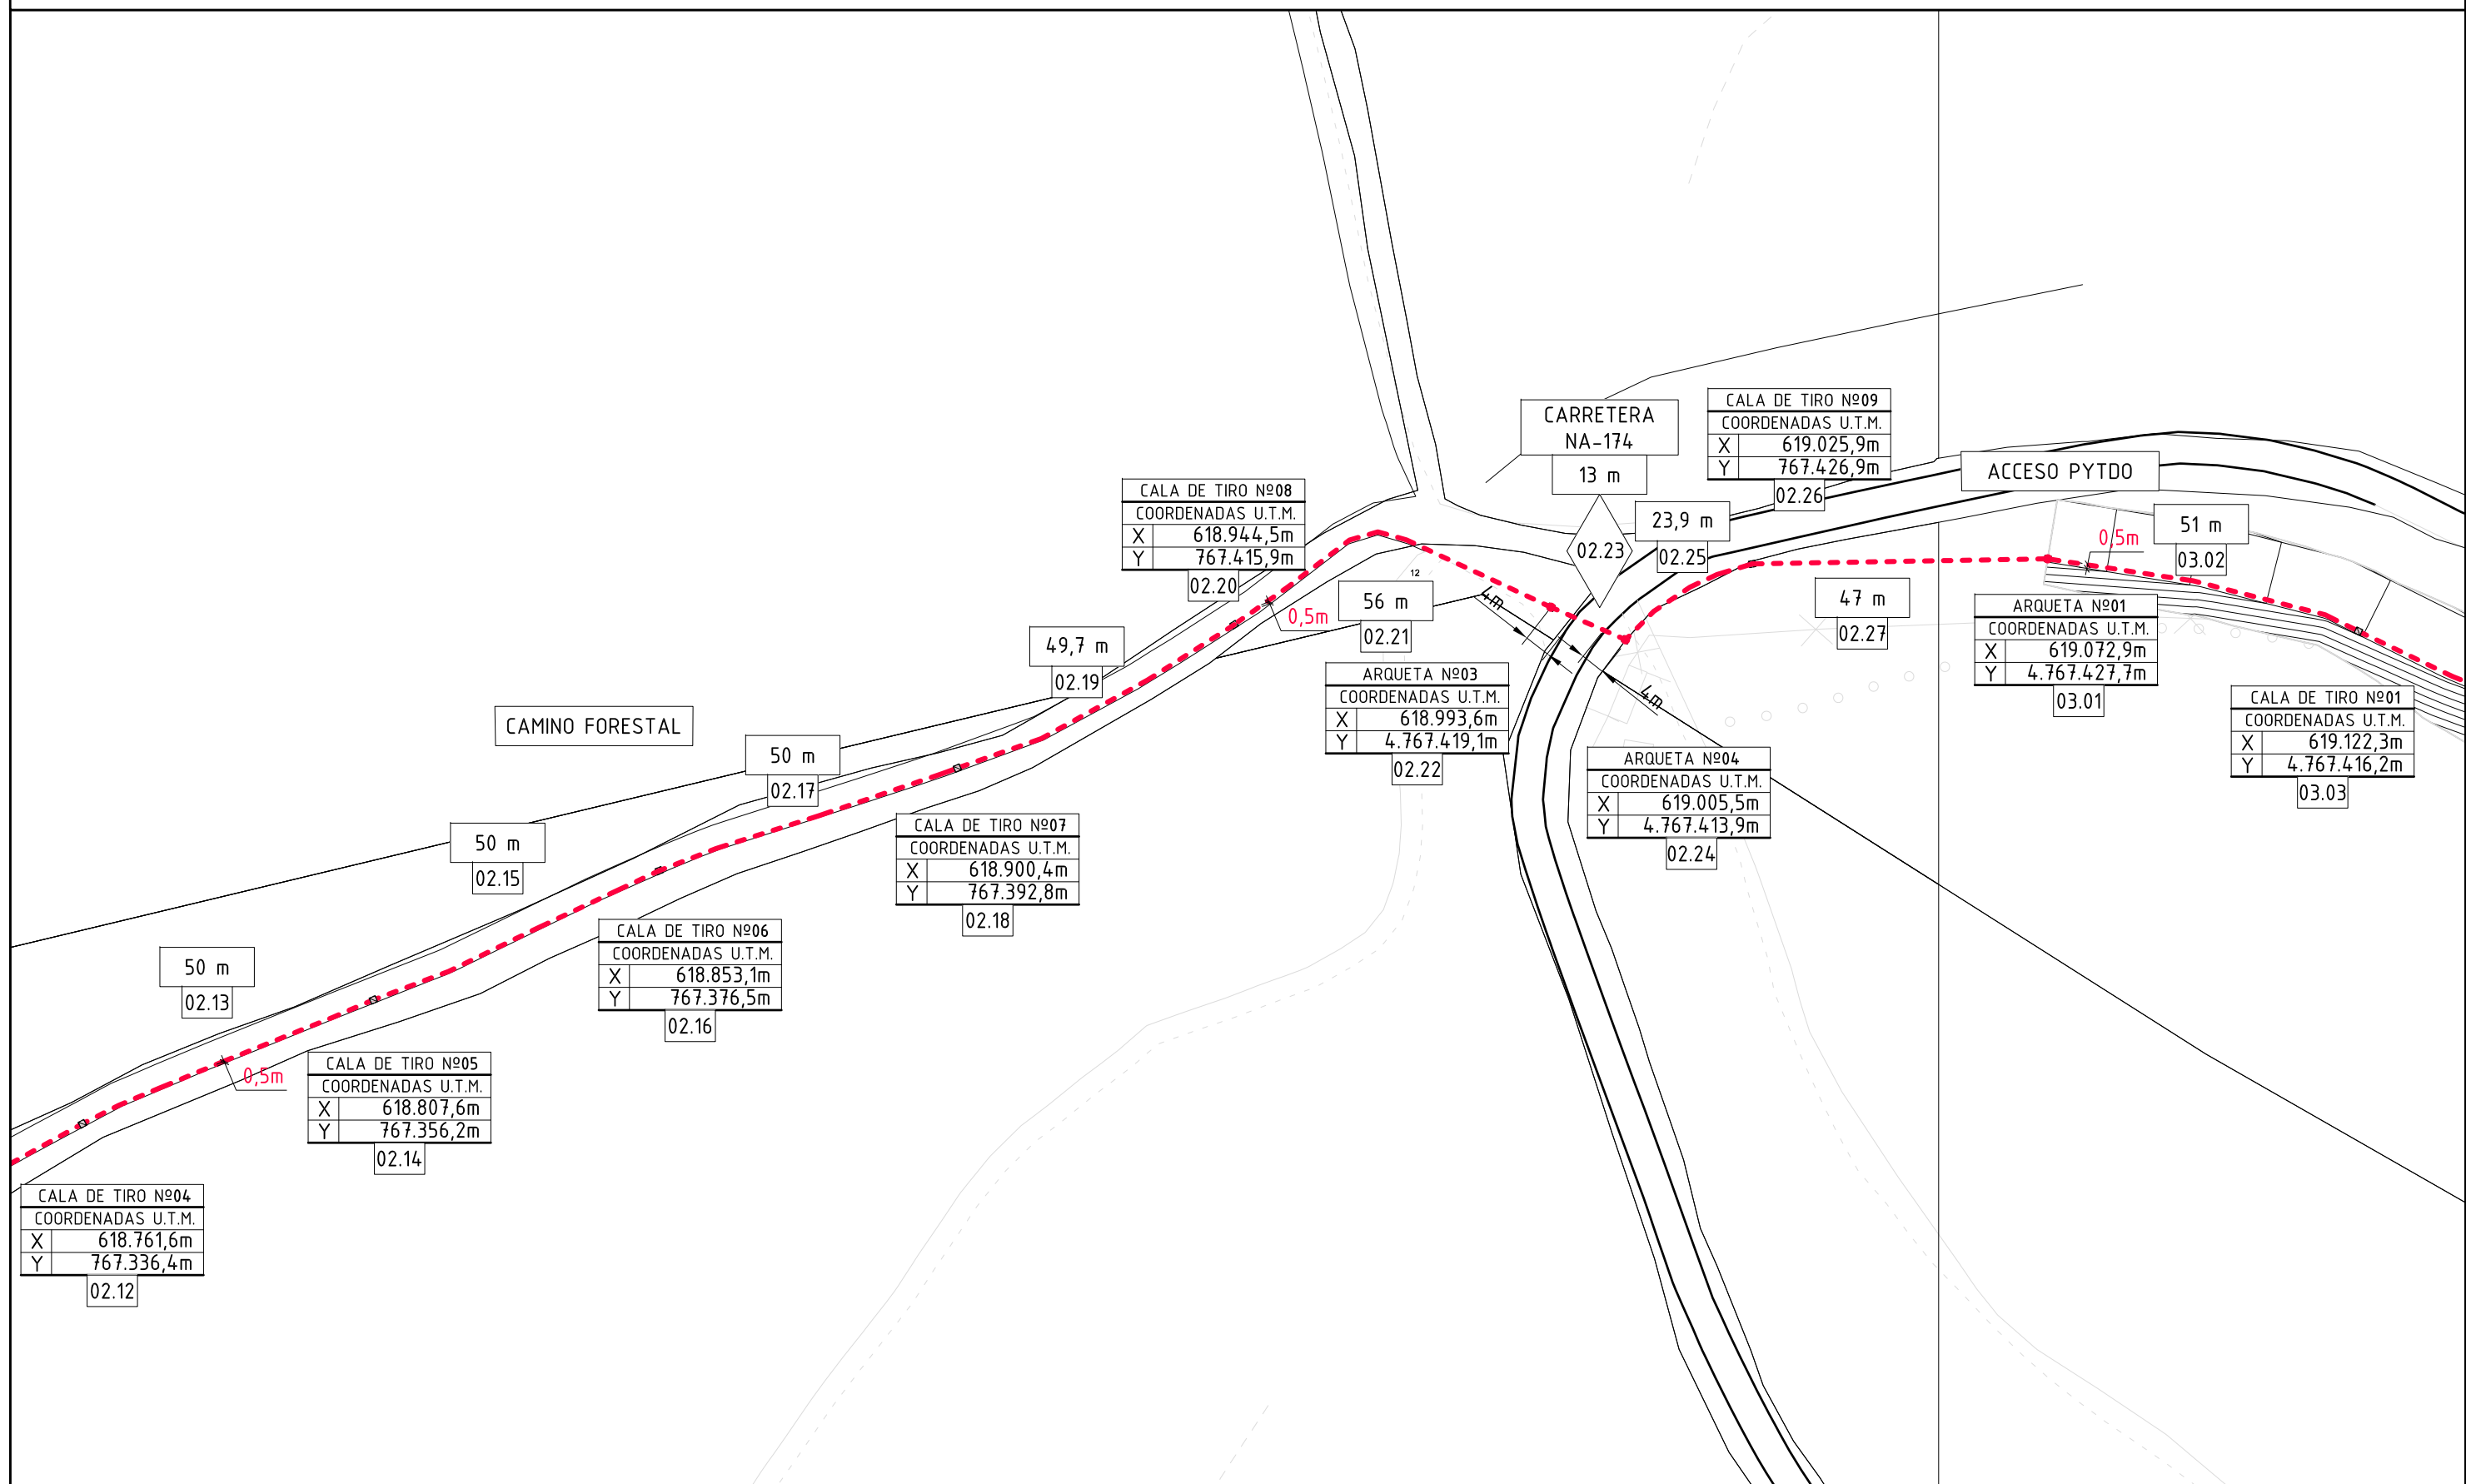 CARRETERA
NA-174
13 m
02.23
CALA DE TIRO Nº09
COORDENADAS U.T.M.
X 619.025,9m
Y 767.426,9m
02.26
ACCESO PYTDO
CALA DE TIRO Nº08
COORDENADAS U.T.M.
X 618.944,5m
Y 767.415,9m
02.20
23,9 m
02.25
51 m
03.02
0,5m
12
56 m
02.21
4m
4m
47 m
02.27
0,5m
ARQUETA Nº01
COORDENADAS U.T.M.
X 619.072,9m
Y 4.767.427,7m
03.01
49,7 m
02.19
ARQUETA Nº03
COORDENADAS U.T.M.
X 618.993,6m
Y 4.767.419,1m
02.22
CALA DE TIRO Nº01
COORDENADAS U.T.M.
X 619.122,3m
Y 4.767.416,2m
03.03
CAMINO FORESTAL
50 m
02.17
ARQUETA Nº04
COORDENADAS U.T.M.
X 619.005,5m
Y 4.767.413,9m
02.24
50 m
02.15
CALA DE TIRO Nº07
COORDENADAS U.T.M.
X 618.900,4m
Y 767.392,8m
02.18
50 m
02.13
CALA DE TIRO Nº06
COORDENADAS U.T.M.
X 618.853,1m
Y 767.376,5m
02.16
0,5m
CALA DE TIRO Nº05
COORDENADAS U.T.M.
X 618.807,6m
Y 767.356,2m
02.14
CALA DE TIRO Nº04
COORDENADAS U.T.M.
X 618.761,6m
Y 767.336,4m
02.12